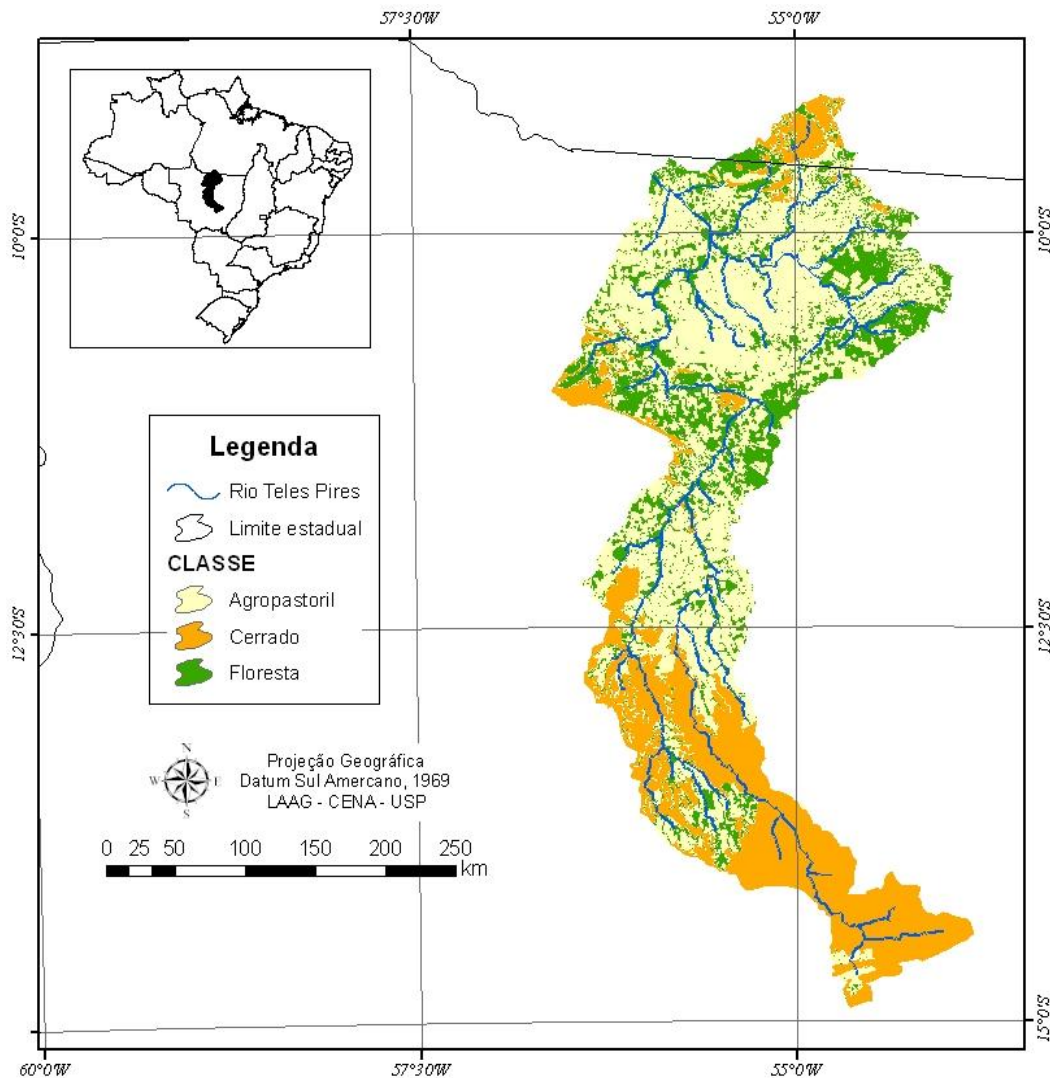 57°30'W
55°0'W
10°0'S
10°0'S
Legenda
Rio Teles Pires
Limite estadual
CLASSE
Agropastoril
Cerrado
Floresta
12°30'S
12°30'S
N
W E
S
Projeção Geográfica
Datum Sul Amercano, 1969
LAAG - CENA - USP
0 25 50 100 150 200 250
km
15°0'S
60°0'W
57°30'W
55°0'W